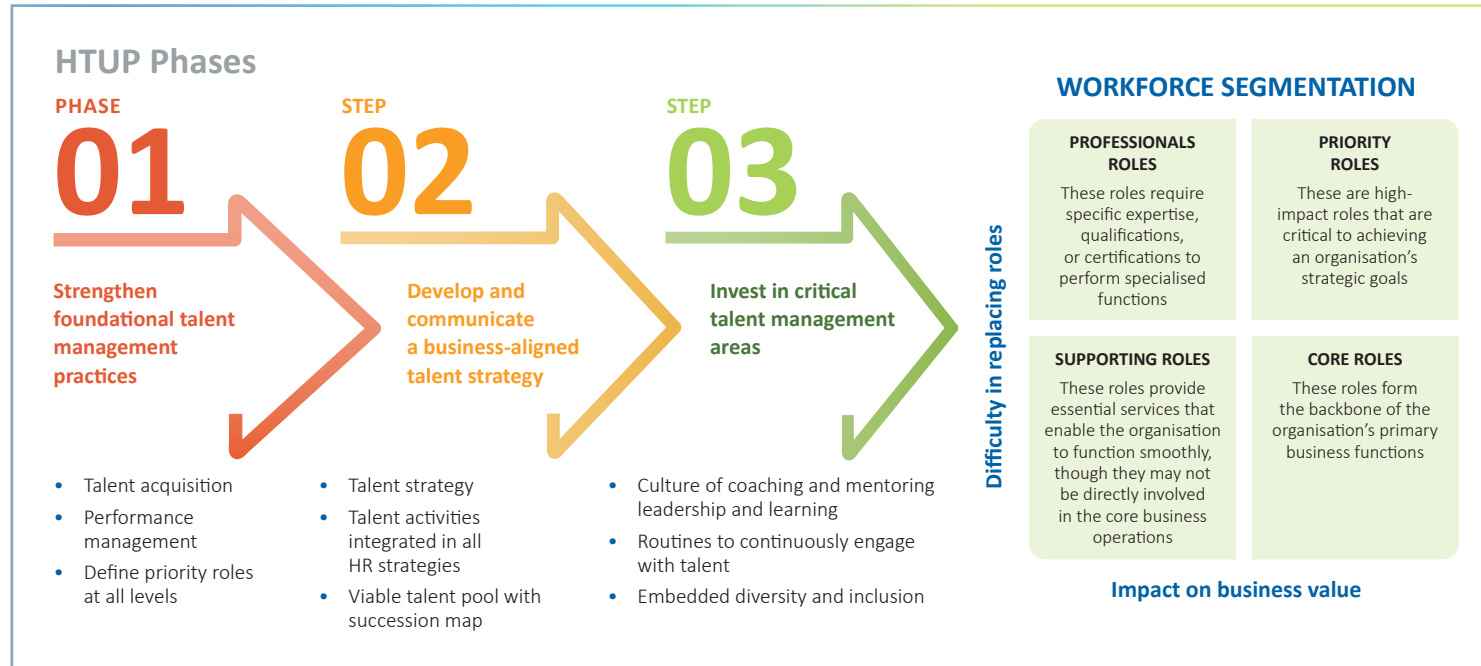 HTUP Phases
PHASE
01
Strengthen
foundational talent
management
practices
• Talent acquisition
• Performance
management
• Define priority roles
at all levels
STEP
02
Develop and
communicate
a business-aligned
talent strategy
• Talent strategy
• Talent activities
integrated in all
HR strategies
• Viable talent pool with
succession map
STEP
03
Invest in critical
talent management
areas
• Culture of coaching and mentoring
leadership and learning
• Routines to continuously engage
with talent
• Embedded diversity and inclusion
WORKFORCE SEGMENTATION
Difficulty in replacing roles
PROFESSIONALS
ROLES
These roles require
specific expertise,
qualifications,
or certifications to
perform specialised
functions
PRIORITY
ROLES
These are high-
impact roles that are
critical to achieving
an organisation’s
strategic goals
SUPPORTING ROLES
These roles provide
essential services that
enable the organisation
to function smoothly,
though they may not
be directly involved
in the core business
operations
CORE ROLES
These roles form
the backbone of the
organisation’s primary
business functions
Impact on business value